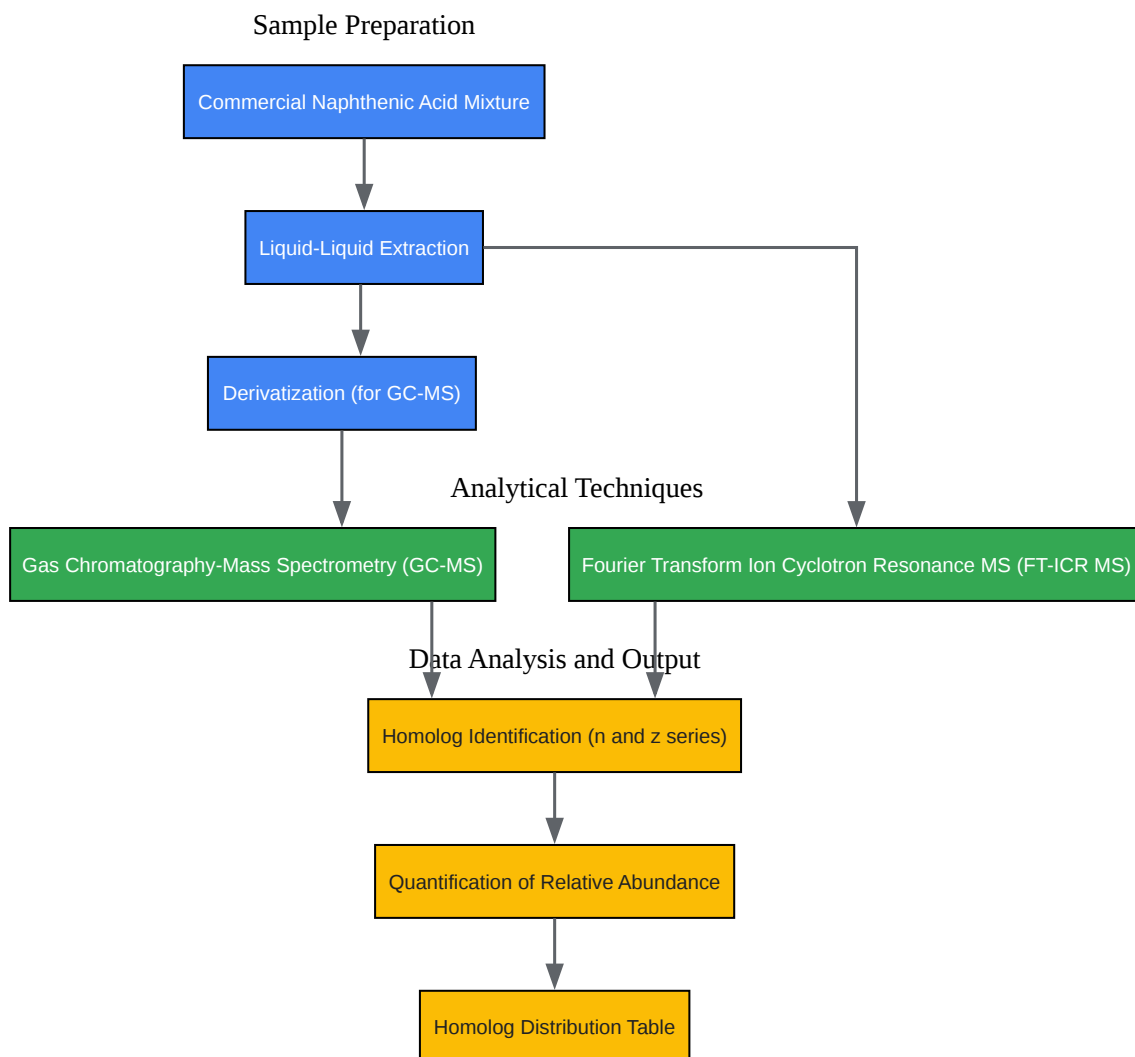 Sample Preparation
Commercial Naphthenic Acid Mixture
Liquid-Liquid Extraction
Derivatization (for GC-MS)
Analytical Techniques
Gas Chromatography-Mass Spectrometry (GC-MS)
Fourier Transform Ion Cyclotron Resonance MS (FT-ICR MS)
Data Analysis and Output
Homolog Identification (n and z series)
Quantification of Relative Abundance
Homolog Distribution Table